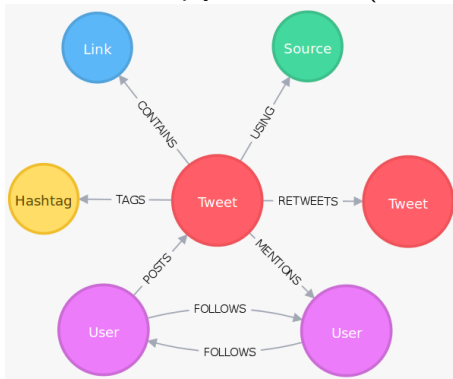 Link
Source
CONTAINS
USING
Hashtag
TAGS
Tweet
RETWEETS
Tweet
POSTS
MENTIONS
User
FOLLOWS
FOLLOWS
User